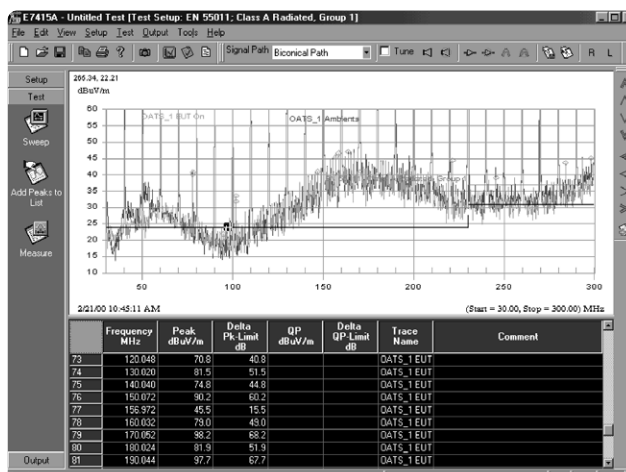 E7415A - Untitled Test [Test Setup: EN 55011; Class A Radiated, Group 1]
File Edit View Setup Test Output Tools Help
Signal Path Biconical Path Tune R L
Setup
Test
Sweep
Add Peaks to List
Measure
Output
dBuV/m
OATS_1 EUT On OATS_1 Ambients
60
55
50
45
40
35
30
25
20
15
10
50 100 150 200 250 300
2/21/00 10:45:11 AM (Start = 30.00, Stop = 300.00) MHz
Frequency MHz Peak dBuV/m Delta Pk-Limit dB QP dBuV/m Delta QP-Limit dB Trace Name Comment
73 120.048 70.8 40.8 OATS_1 EUT
74 130.020 81.5 51.5 OATS_1 EUT
75 140.040 74.8 44.8 OATS_1 EUT
76 150.072 90.2 60.2 OATS_1 EUT
77 156.972 45.5 15.5 OATS_1 EUT
78 160.032 79.0 49.0 OATS_1 EUT
79 170.052 98.2 68.2 OATS_1 EUT
80 180.024 81.9 51.9 OATS_1 EUT
81 190.044 97.7 67.7 OATS_1 EUT